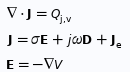 ∇ · J = Q_{j,v}
J = σE + jωD + J_e
E = −∇V